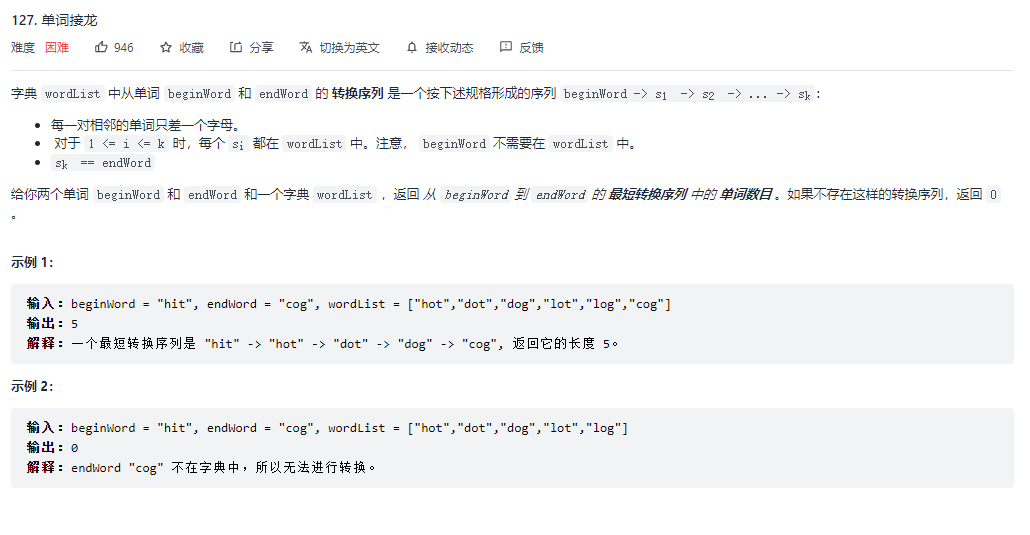 127. 单词接龙
难度 困难 946 收藏 分享 切换为英文 接收动态 反馈
字典 wordList 中从单词 beginWord 和 endWord 的 转换序列 是一个按下述规格形成的序列 beginWord -> s1 -> s2 -> ... -> sk：
• 每一对相邻的单词只差一个字母。
• 对于 1 <= i <= k 时，每个 si 都在 wordList 中。注意， beginWord 不需要在 wordList 中。
• sk == endWord
给你两个单词 beginWord 和 endWord 和一个字典 wordList ，返回 从 beginWord 到 endWord 的 最短转换序列 中的 单词数目 。如果不存在这样的转换序列，返回 0
。
示例 1：
输入：beginWord = "hit", endWord = "cog", wordList = ["hot","dot","dog","lot","log","cog"]
输出：5
解释：一个最短转换序列是 "hit" -> "hot" -> "dot" -> "dog" -> "cog", 返回它的长度 5。
示例 2：
输入：beginWord = "hit", endWord = "cog", wordList = ["hot","dot","dog","lot","log"]
输出：0
解释：endWord "cog" 不在字典中，所以无法进行转换。